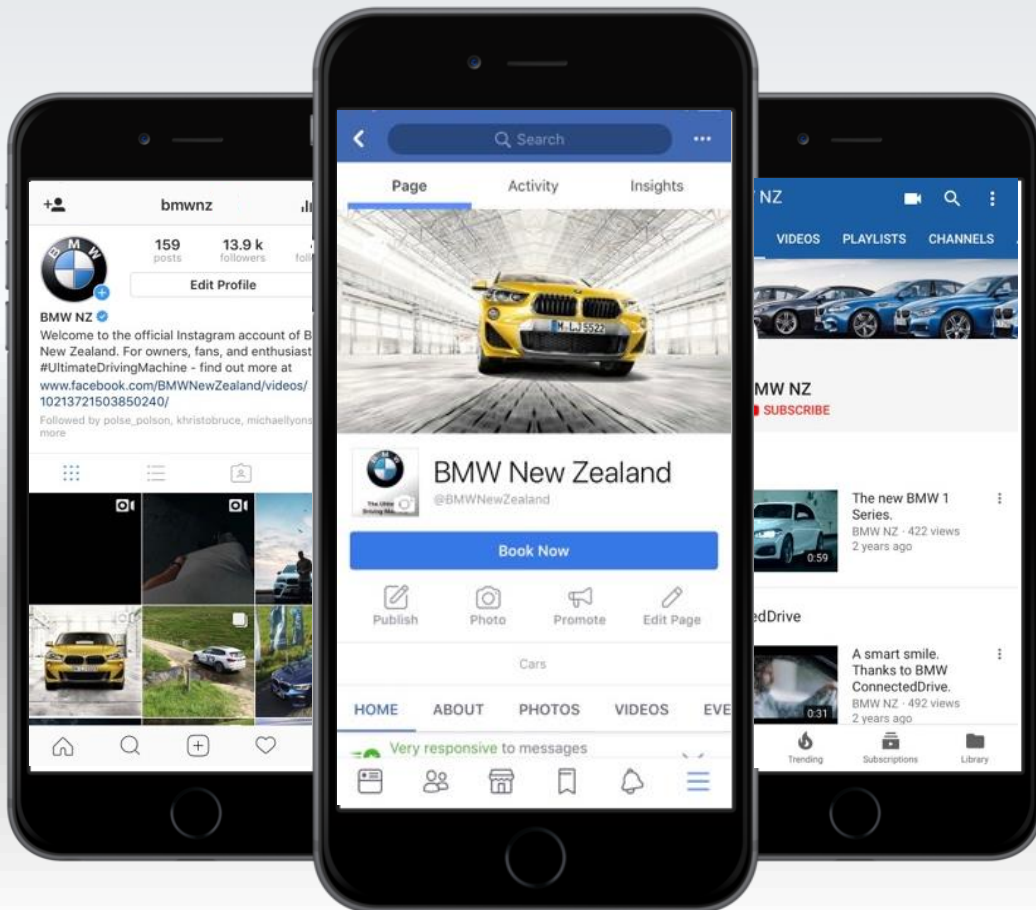 bmwnz
B M W
159
13.9 k
posts
followers
Edit Profile
BMW NZ
Welcome to the official Instagram account of B
New Zealand. For owners, fans, and enthusiast
#UltimateDrivingMachine - find out more at
www.facebook.com/BMWNewZealand/videos/
10213721503850240/
Followed by polse_polson, khristobruce, michaellyons
more
Search
Page Activity Insights
M LJ 5522
BMW New Zealand
@BMWNewZealand
Book Now
Publish Photo Promote Edit Page
Cars
HOME ABOUT PHOTOS VIDEOS EVE
Very responsive to messages
NZ
VIDEOS PLAYLISTS CHANNELS
MW NZ
SUBSCRIBE
The new BMW 1
Series.
BMW NZ · 422 views
2 years ago
0:59
edDrive
A smart smile.
Thanks to BMW
ConnectedDrive.
BMW NZ · 492 views
2 years ago
0:31
Trending Subscriptions Library